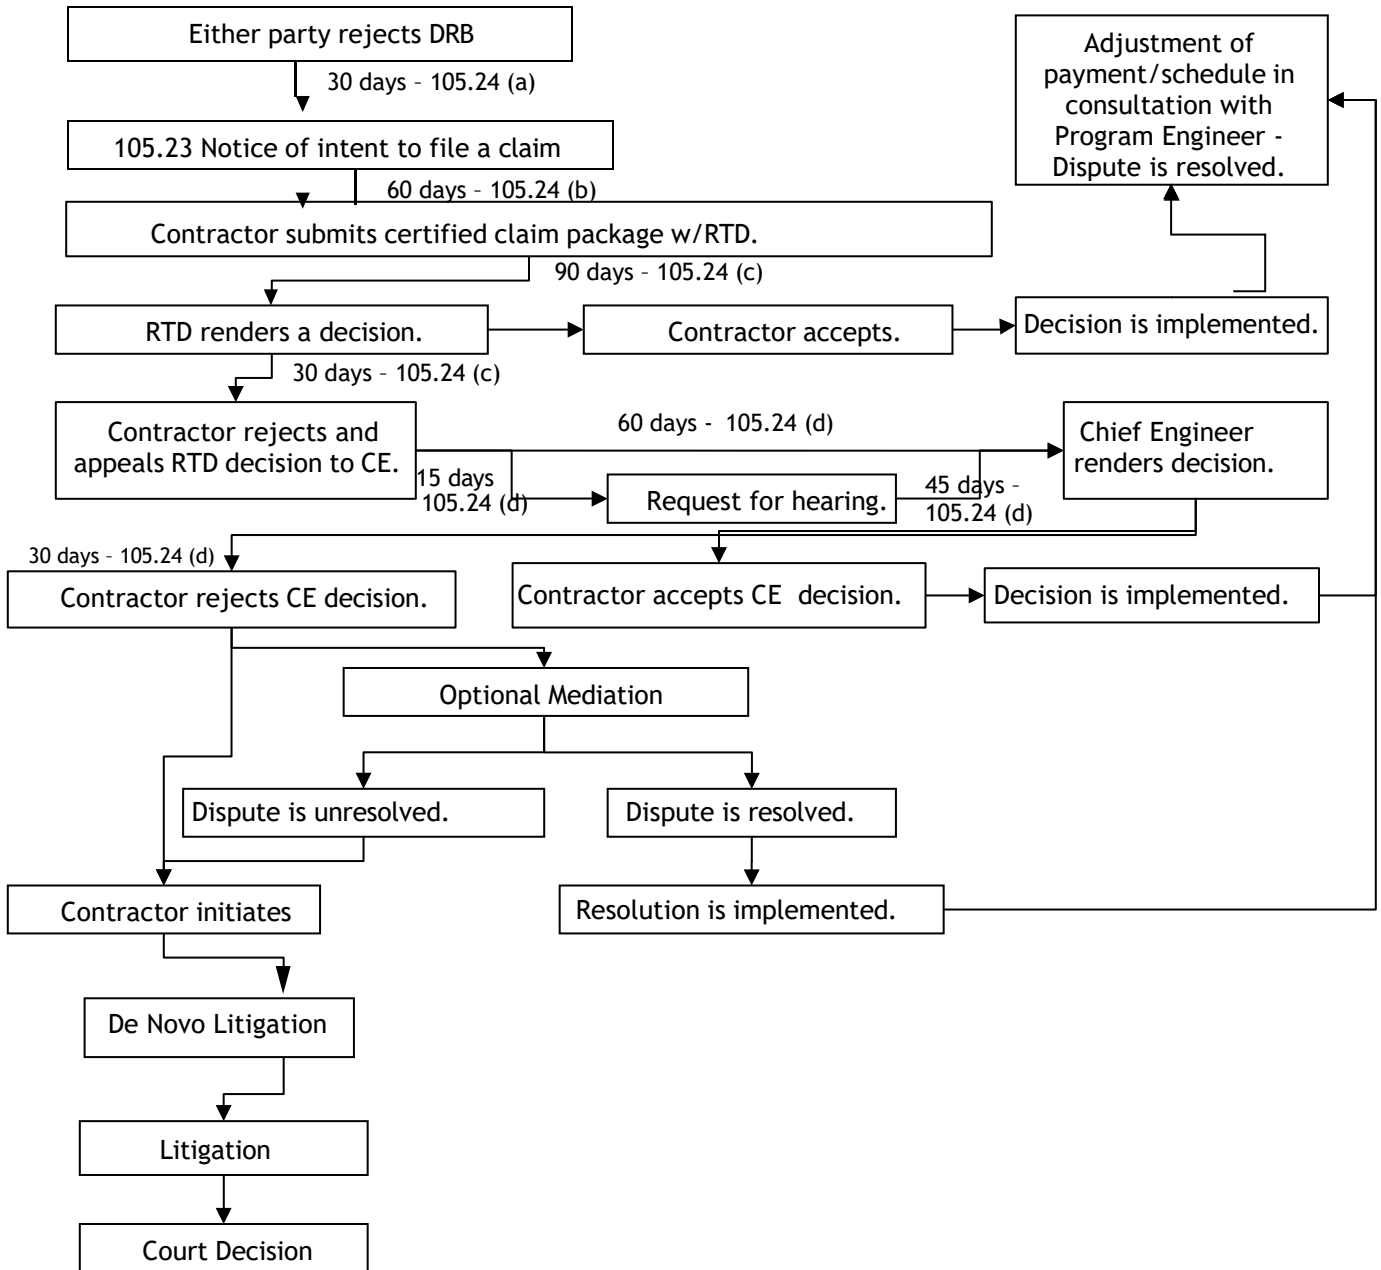 Either party rejects DRB
30 days – 105.24 (a)
105.23 Notice of intent to file a claim
60 days – 105.24 (b)
Contractor submits certified claim package w/RTD.
90 days – 105.24 (c)
Adjustment of
payment/schedule in
consultation with
Program Engineer -
Dispute is resolved.
RTD renders a decision.
Contractor accepts.
Decision is implemented.
30 days – 105.24 (c)
Contractor rejects and
appeals RTD decision to CE.
60 days - 105.24 (d)
Chief Engineer
renders decision.
15 days
105.24 (d)
Request for hearing.
45 days –
105.24 (d)
30 days – 105.24 (d)
Contractor rejects CE decision.
Contractor accepts CE decision.
Decision is implemented.
Optional Mediation
Dispute is unresolved.
Dispute is resolved.
Contractor initiates
Resolution is implemented.
De Novo Litigation
Litigation
Court Decision